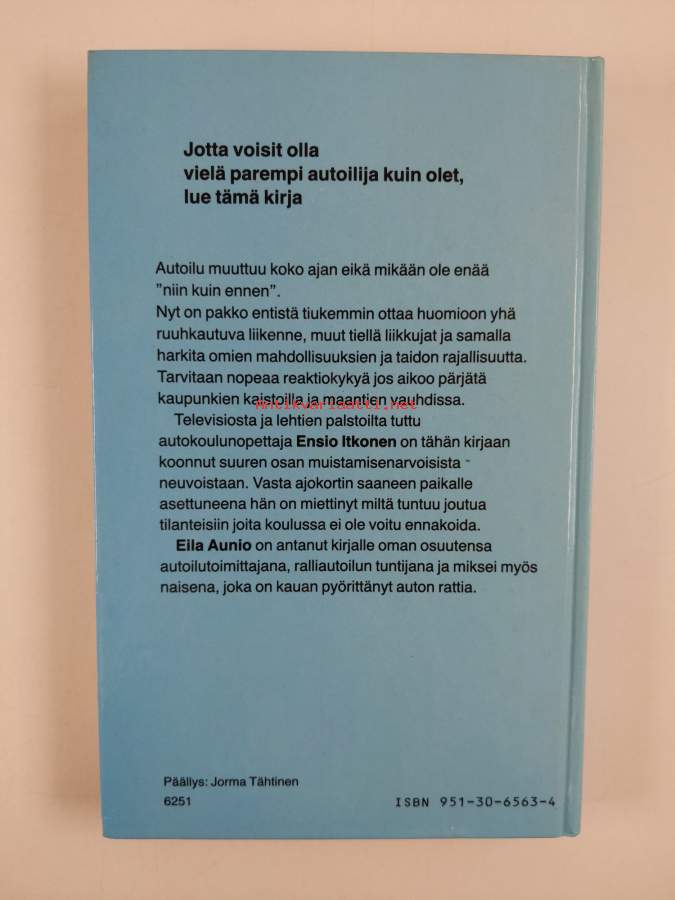 Jotta voisit olla
vielä parempi autoilija kuin olet,
lue tämä kirja
Autoilu muuttuu koko ajan eikä mikään ole enää
”niin kuin ennen”.
Nyt on pakko entistä tiukemmin ottaa huomioon yhä
ruuhkautuva liikenne, muut tiellä liikkujat ja samalla
harkita omien mahdollisuuksien ja taidon rajallisuutta.
Tarvitaan nopeaa reaktiokykyä jos aikoo pärjätä
kaupunkien kaistoilla ja maantien vauhdissa.
Antikvariaatti.net
Televisiosta ja lehtien palstoilta tuttu
autokoulunopettaja Ensio Itkonen on tähän kirjaan
koonnut suuren osan muistamisenarvoisista
neuvoistaan. Vasta ajokortin saaneen paikalle
asettuneena hän on miettinyt miltä tuntuu joutua
tilanteisiin joita koulussa ei ole voitu ennakoida.
Eila Aunio on antanut kirjalle oman osuutensa
autoilutoimittajana, ralliautoilun tuntijana ja miksei myös
naisena, joka on kauan pyörittänyt auton rattia.
Päällys: Jorma Tähtinen
6251
ISBN 951-30-6563-4